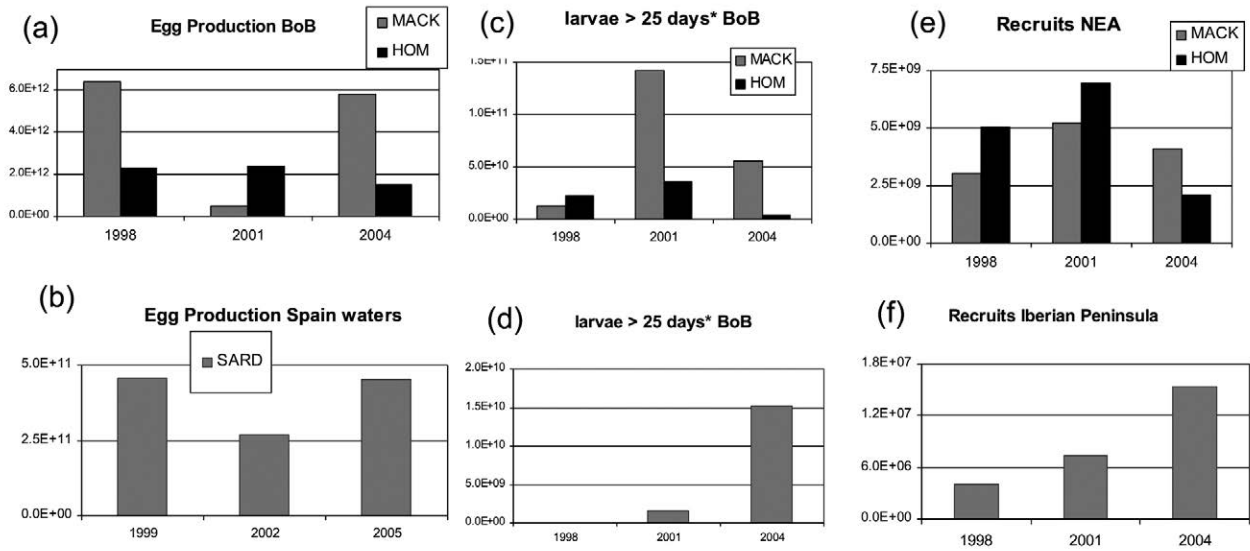 (a)
Egg Production BoB
MACK
HOM
6.0E+12
4.0E+12
2.0E+12
0.0E+00
1998 2001 2004
(c)
larvae > 25 days* BoB
MACK
HOM
1.5E+11
1.0E+11
5.0E+10
0.0E+00
1998 2001 2004
(e)
Recruits NEA
MACK
HOM
7.5E+09
5.0E+09
2.5E+09
0.0E+00
1998 2001 2004
(b)
Egg Production Spain waters
SARD
5.0E+11
2.5E+11
0.0E+00
1999 2002 2005
(d)
larvae > 25 days* BoB
2.0E+10
1.5E+10
1.0E+10
5.0E+09
0.0E+00
1998 2001 2004
(f)
Recruits Iberian Peninsula
1.8E+07
1.2E+07
6.0E+06
0.0E+00
1998 2001 2004